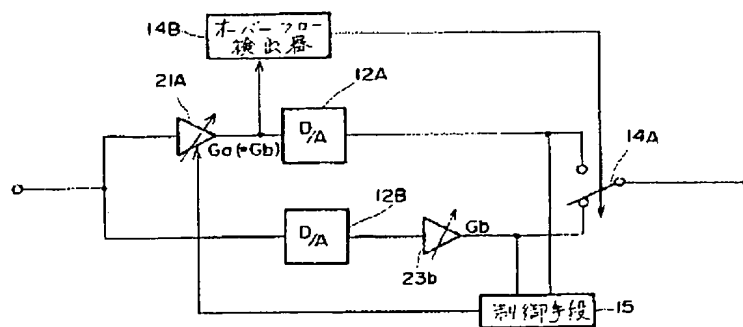 14B
オーバーフロー
検出器
21A
12A
D/A
Ga(=Gb)
14A
12B
D/A
Gb
23b
制御手段
15